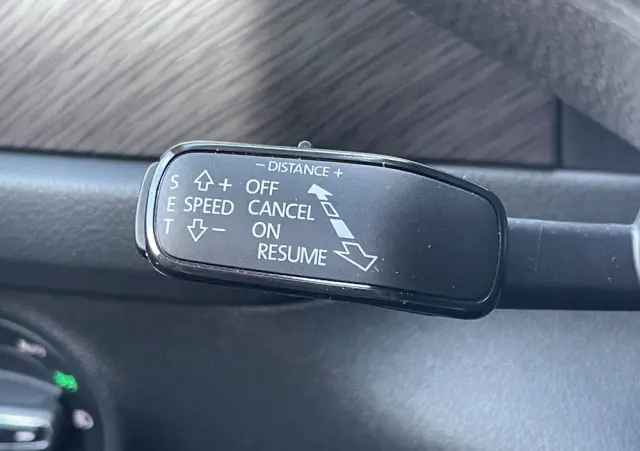 - DISTANCE +
S + OFF
E SPEED CANCEL
T - ON
RESUME